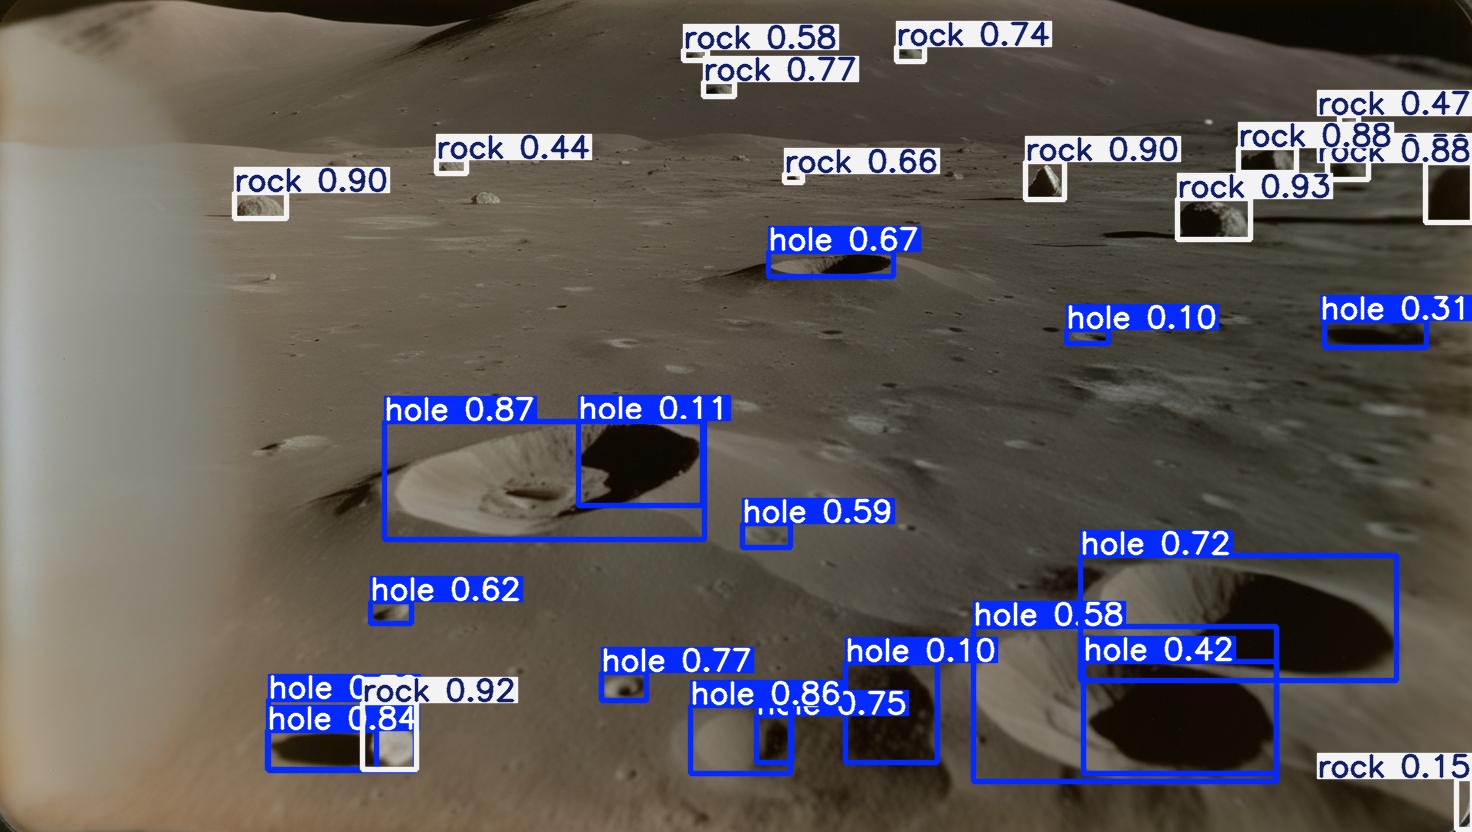 rock 0.58
rock 0.74
rock 0.77
rock 0.47
rock 0.44
rock 0.66
rock 0.90
rock 0.88
0.88
rock 0.90
rock 0.93
hole 0.67
hole 0.10
hole 0.31
hole 0.87
hole 0.11
hole 0.59
hole 0.72
hole 0.62
hole 0.58
hole 0.77
hole 0.10
hole 0.42
hole
rock 0.92
hole 0.86
0.75
hole 0.84
rock 0.15